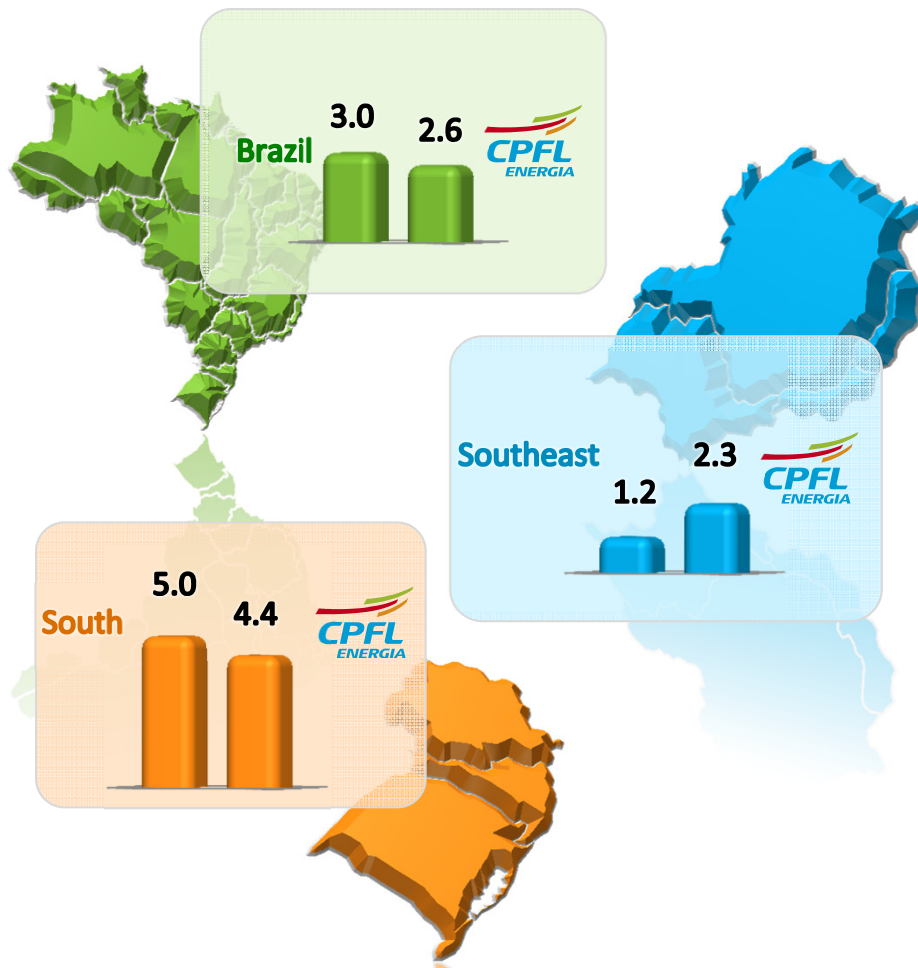 3.0
2.6
Brazil
CPFL
ENERGIA
Southeast
1.2
2.3
CPFL
ENERGIA
5.0
4.4
South
CPFL
ENERGIA